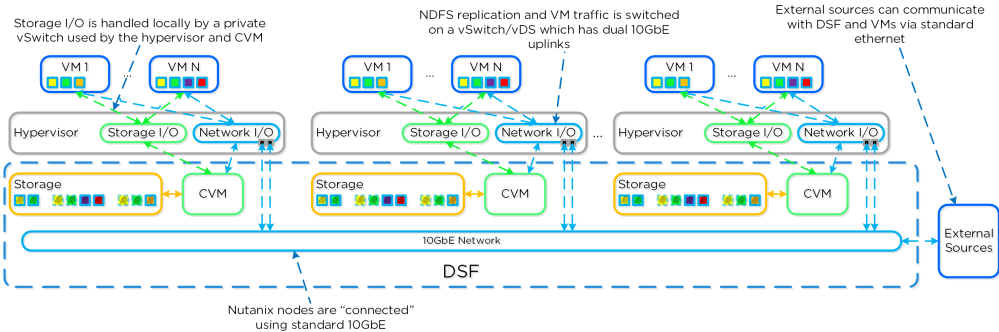 Storage I/O is handled locally by a private
vSwitch used by the hypervisor and CVM
NDFS replication and VM traffic is switched
on a vSwitch/vDS which has dual 10GbE
uplinks
External sources can communicate
with DSF and VMs via standard
ethernet
VM 1
...
VM N
VM 1
...
VM N
VM 1
...
VM N
Hypervisor
Storage I/O
Network I/O
Hypervisor
Storage I/O
Network I/O
...
Hypervisor
Storage I/O
Network I/O
Storage
CVM
Storage
CVM
Storage
CVM
10GbE Network
External
Sources
DSF
Nutanix nodes are “connected”
using standard 10GbE